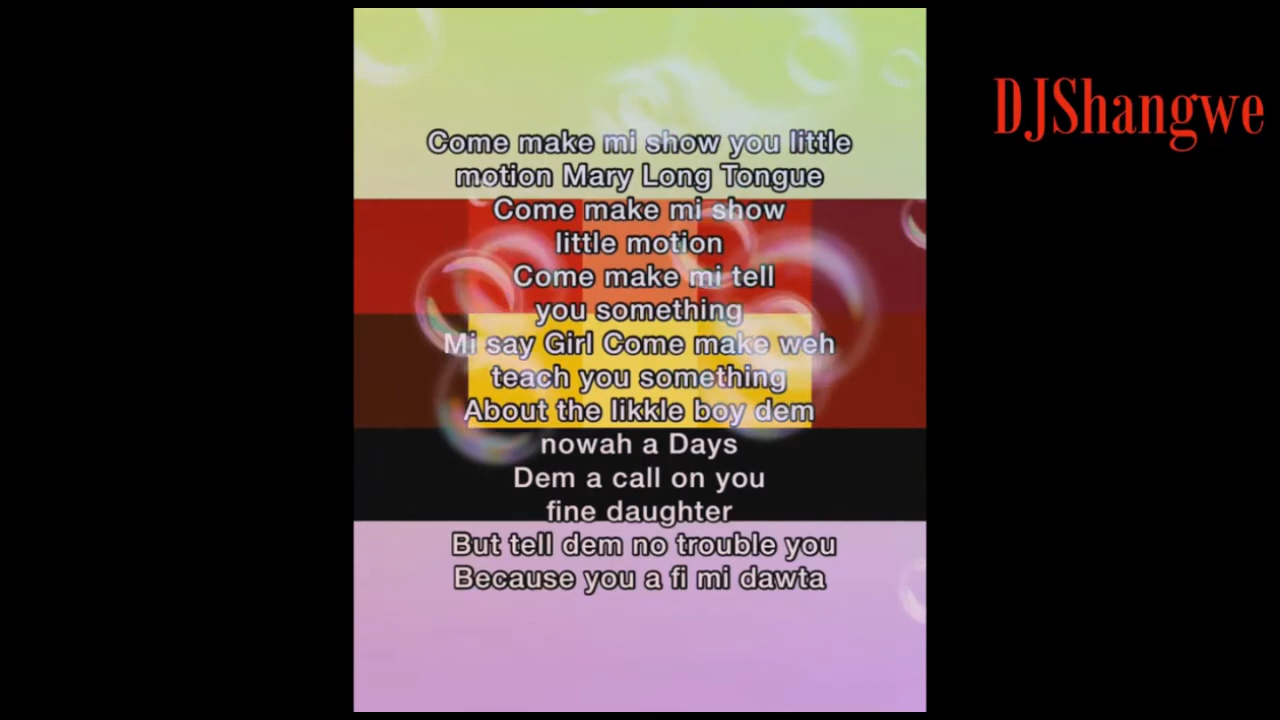 DJShangwe
Come make mi show you little
motion Mary Long Tongue
Come make mi show
little motion
Come make mi tell
you something
Mi say Girl Come make weh
teach you something
About the likkle boy dem
nowah a Days
Dem a call on you
fine daughter
But tell dem no trouble you
Because you a fi mi dawta